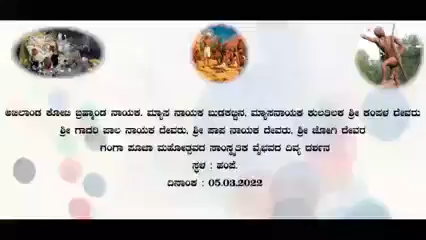 ಅಖಿಲಾಂಡ ಕೋಟಿ ಬ್ರಹ್ಮಾಂಡ ನಾಯಕ, ಮ್ಯಾಸ ನಾಯಕ ಬುಡಕಟ್ಟಿನ, ಮ್ಯಾಸನಾಯಕ ಕುಲತಿಲಕ ಶ್ರೀ ಕಂಪಳ ದೇವರು
ಶ್ರೀ ಗಾದರಿ ಪಾಲ ನಾಯಕ ದೇವರು, ಶ್ರೀ ಪಾಪ ನಾಯಕ ದೇವರು, ಶ್ರೀ ಜೋಗಿ ದೇವರ
ಗಂಗಾ ಪೂಜಾ ಮಹೋತ್ಸವದ ಸಾಂಸ್ಕೃತಿಕ ವೈಭವದ ದಿವ್ಯ ದರ್ಶನ
ಸ್ಥಳ : ಹಂಪೆ.
ದಿನಾಂಕ : 05.03.2022